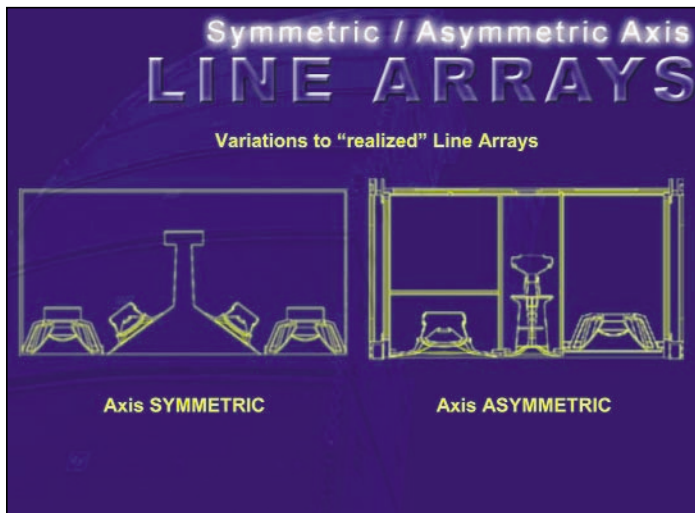 Symmetric / Asymmetric Axis
LINE ARRAYS
Variations to “realized” Line Arrays
Axis SYMMETRIC
Axis ASYMMETRIC